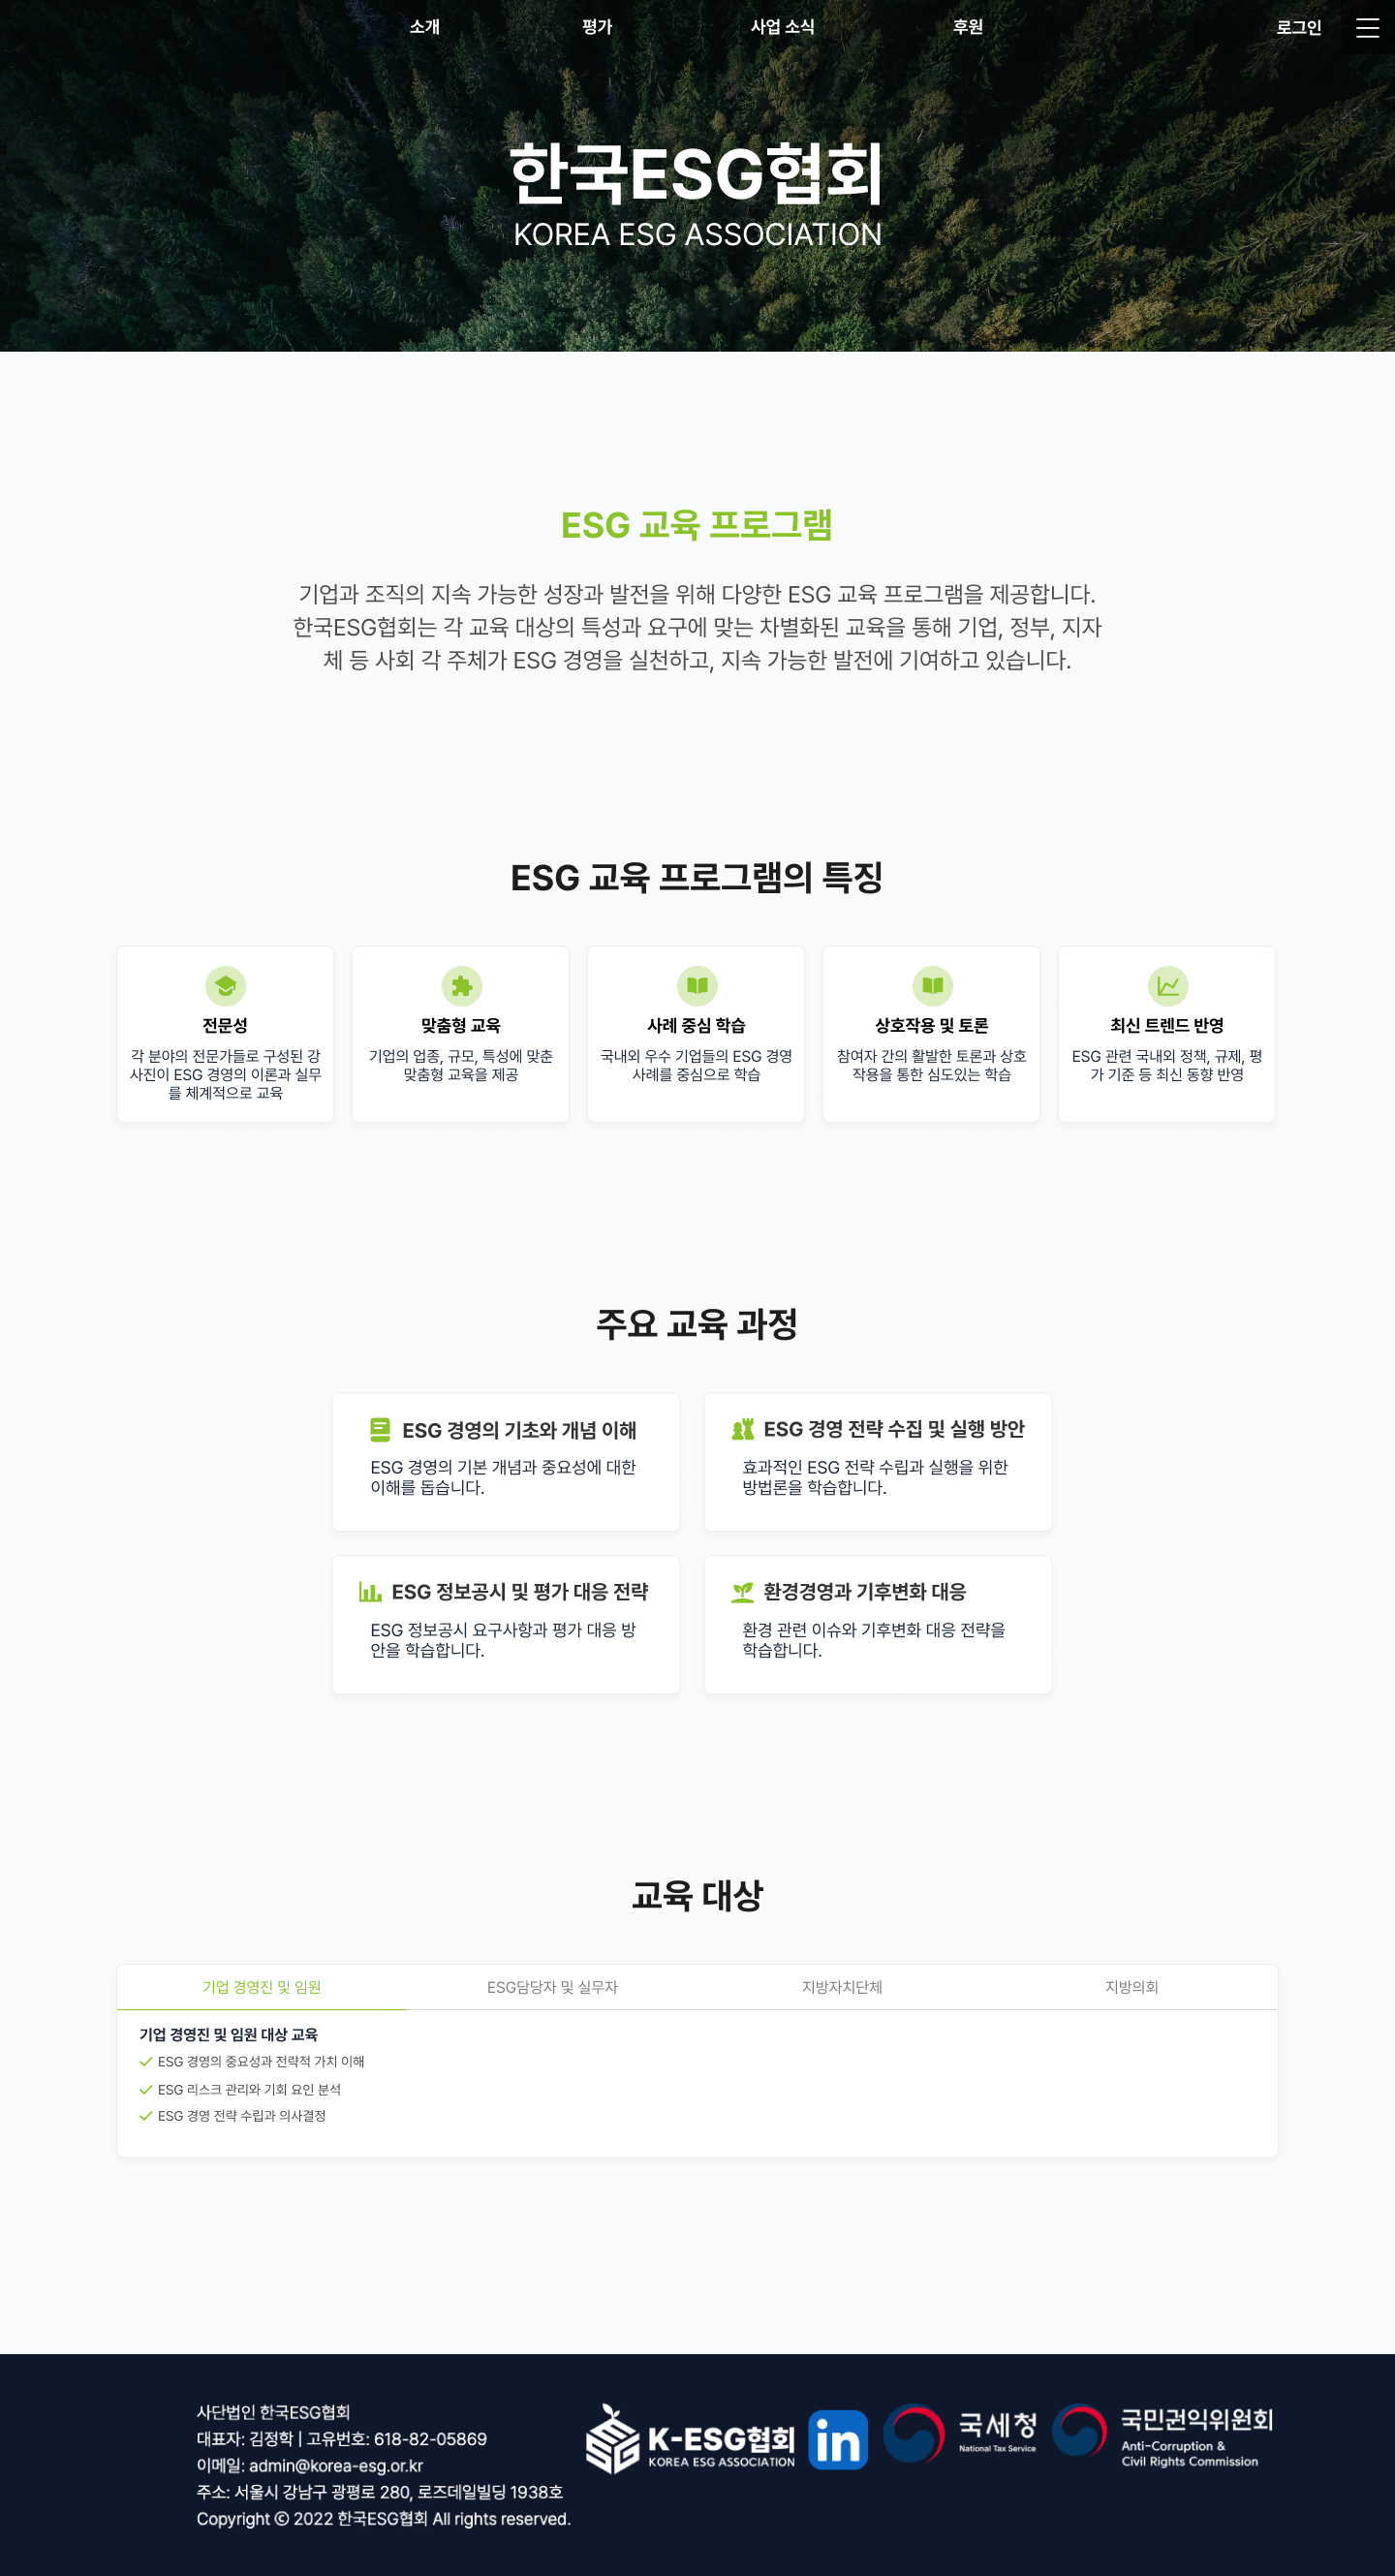 소개 평가 사업 소식 후원 로그인
한국ESG협회
KOREA ESG ASSOCIATION
ESG 교육 프로그램
기업과 조직의 지속 가능한 성장과 발전을 위해 다양한 ESG 교육 프로그램을 제공합니다.
한국ESG협회는 각 교육 대상의 특성과 요구에 맞는 차별화된 교육을 통해 기업, 정부, 지자
체 등 사회 각 주체가 ESG 경영을 실천하고, 지속 가능한 발전에 기여하고 있습니다.
ESG 교육 프로그램의 특징
전문성
각 분야의 전문가들로 구성된 강
사진이 ESG 경영의 이론과 실무
를 체계적으로 교육
맞춤형 교육
기업의 업종, 규모, 특성에 맞춘
맞춤형 교육을 제공
사례 중심 학습
국내외 우수 기업들의 ESG 경영
사례를 중심으로 학습
상호작용 및 토론
참여자 간의 활발한 토론과 상호
작용을 통한 심도있는 학습
최신 트렌드 반영
ESG 관련 국내외 정책, 규제, 평
가 기준 등 최신 동향 반영
주요 교육 과정
ESG 경영의 기초와 개념 이해
ESG 경영의 기본 개념과 중요성에 대한
이해를 돕습니다.
ESG 경영 전략 수집 및 실행 방안
효과적인 ESG 전략 수립과 실행을 위한
방법론을 학습합니다.
ESG 정보공시 및 평가 대응 전략
ESG 정보공시 요구사항과 평가 대응 방
안을 학습합니다.
환경경영과 기후변화 대응
환경 관련 이슈와 기후변화 대응 전략을
학습합니다.
교육 대상
기업 경영진 및 임원 ESG담당자 및 실무자 지방자치단체 지방의회
기업 경영진 및 임원 대상 교육
ESG 경영의 중요성과 전략적 가치 이해
ESG 리스크 관리와 기회 요인 분석
ESG 경영 전략 수립과 의사결정
사단법인 한국ESG협회
대표자: 김정학 | 고유번호: 618-82-05869
이메일: admin@korea-esg.or.kr
주소: 서울시 강남구 광평로 280, 로즈데일빌딩 1938호
Copyright ⓒ 2022 한국ESG협회 All rights reserved.
K-ESG협회
KOREA ESG ASSOCIATION
in
국세청
National Tax Service
국민권익위원회
Anti-Corruption &
Civil Rights Commission